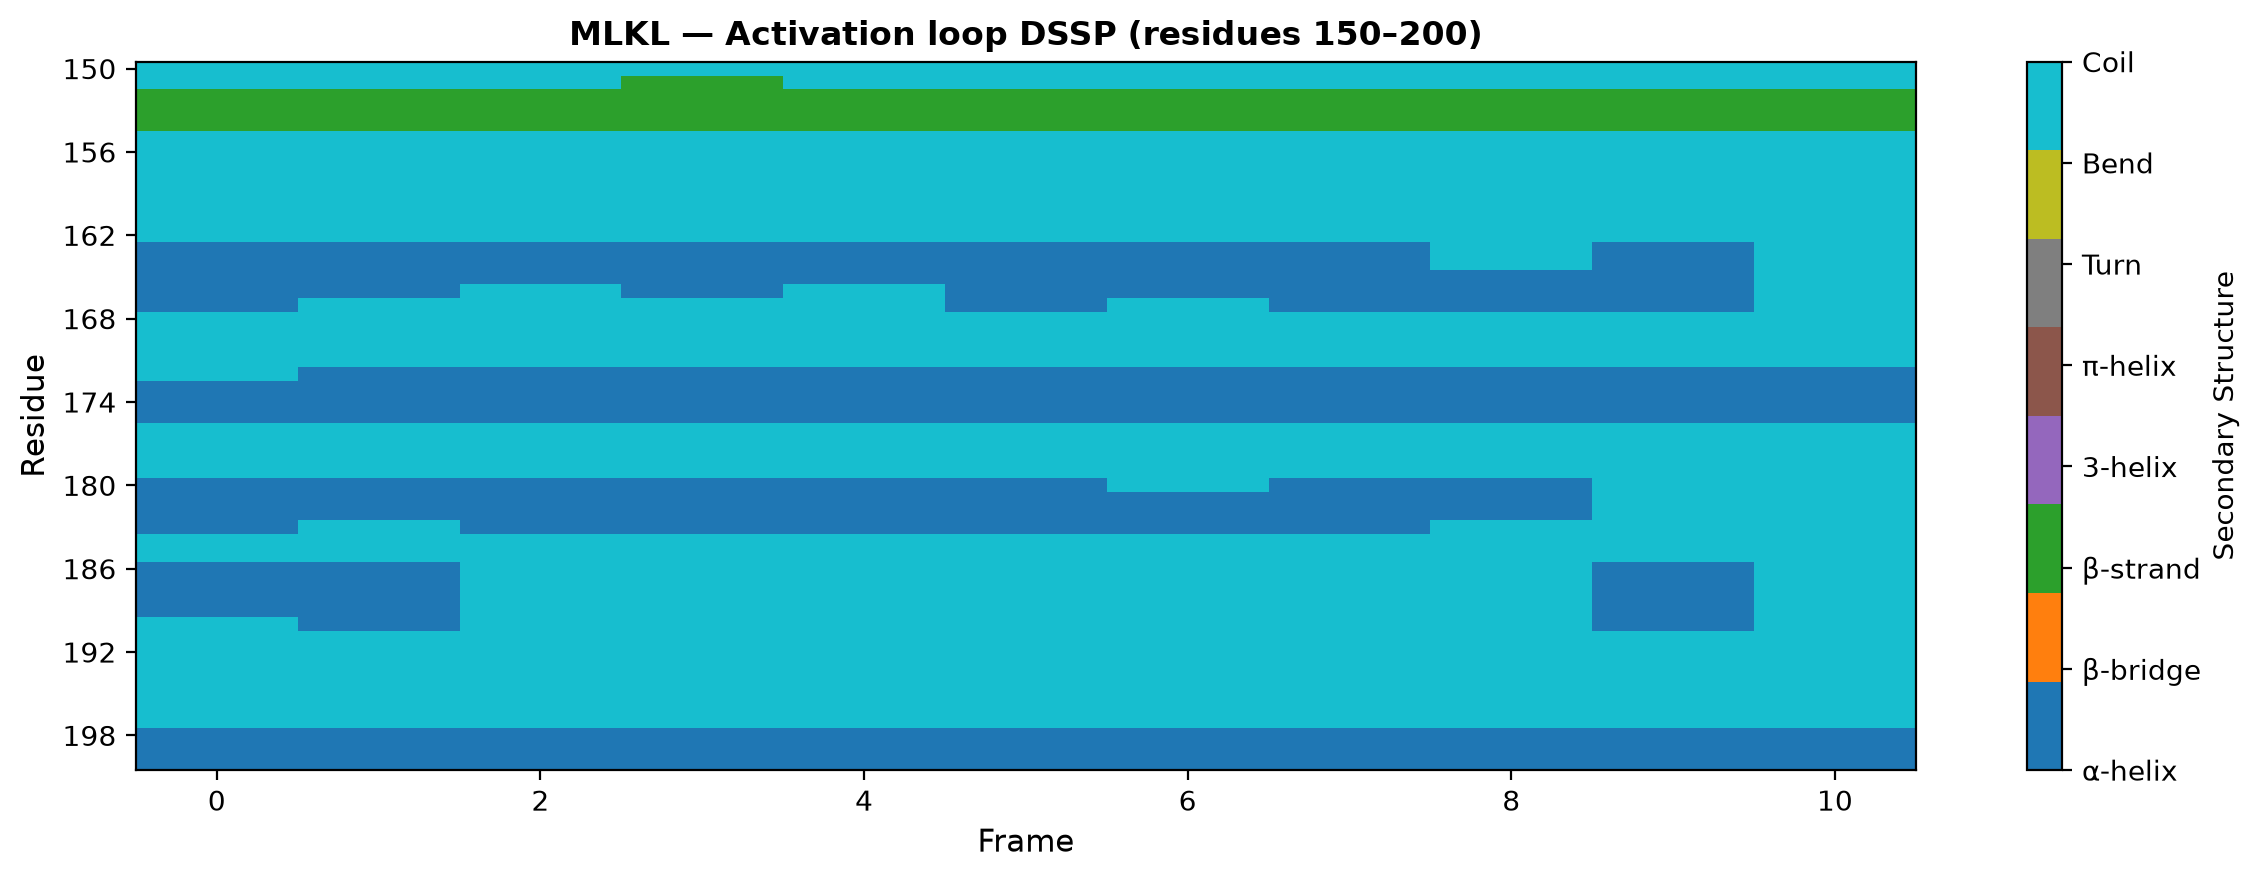 MLKL — Activation loop DSSP (residues 150–200)
150
156
162
168
174
180
186
192
198
Residue
0 2 4 6 8 10
Frame
Coil
Bend
Turn
π-helix
3-helix
β-strand
β-bridge
α-helix
Secondary Structure